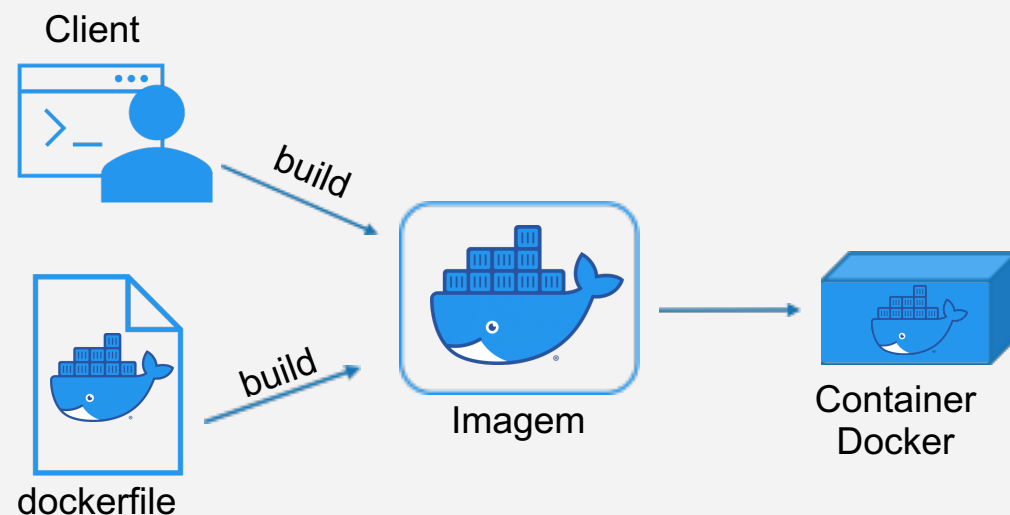 Client
build
build
Imagem
dockerfile
Container
Docker